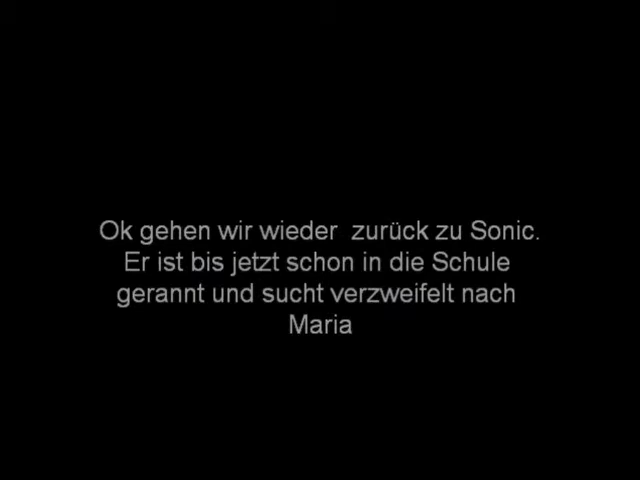 Ok gehen wir wieder  zurück zu Sonic.
Er ist bis jetzt schon in die Schule
gerannt und sucht verzweifelt nach
Maria